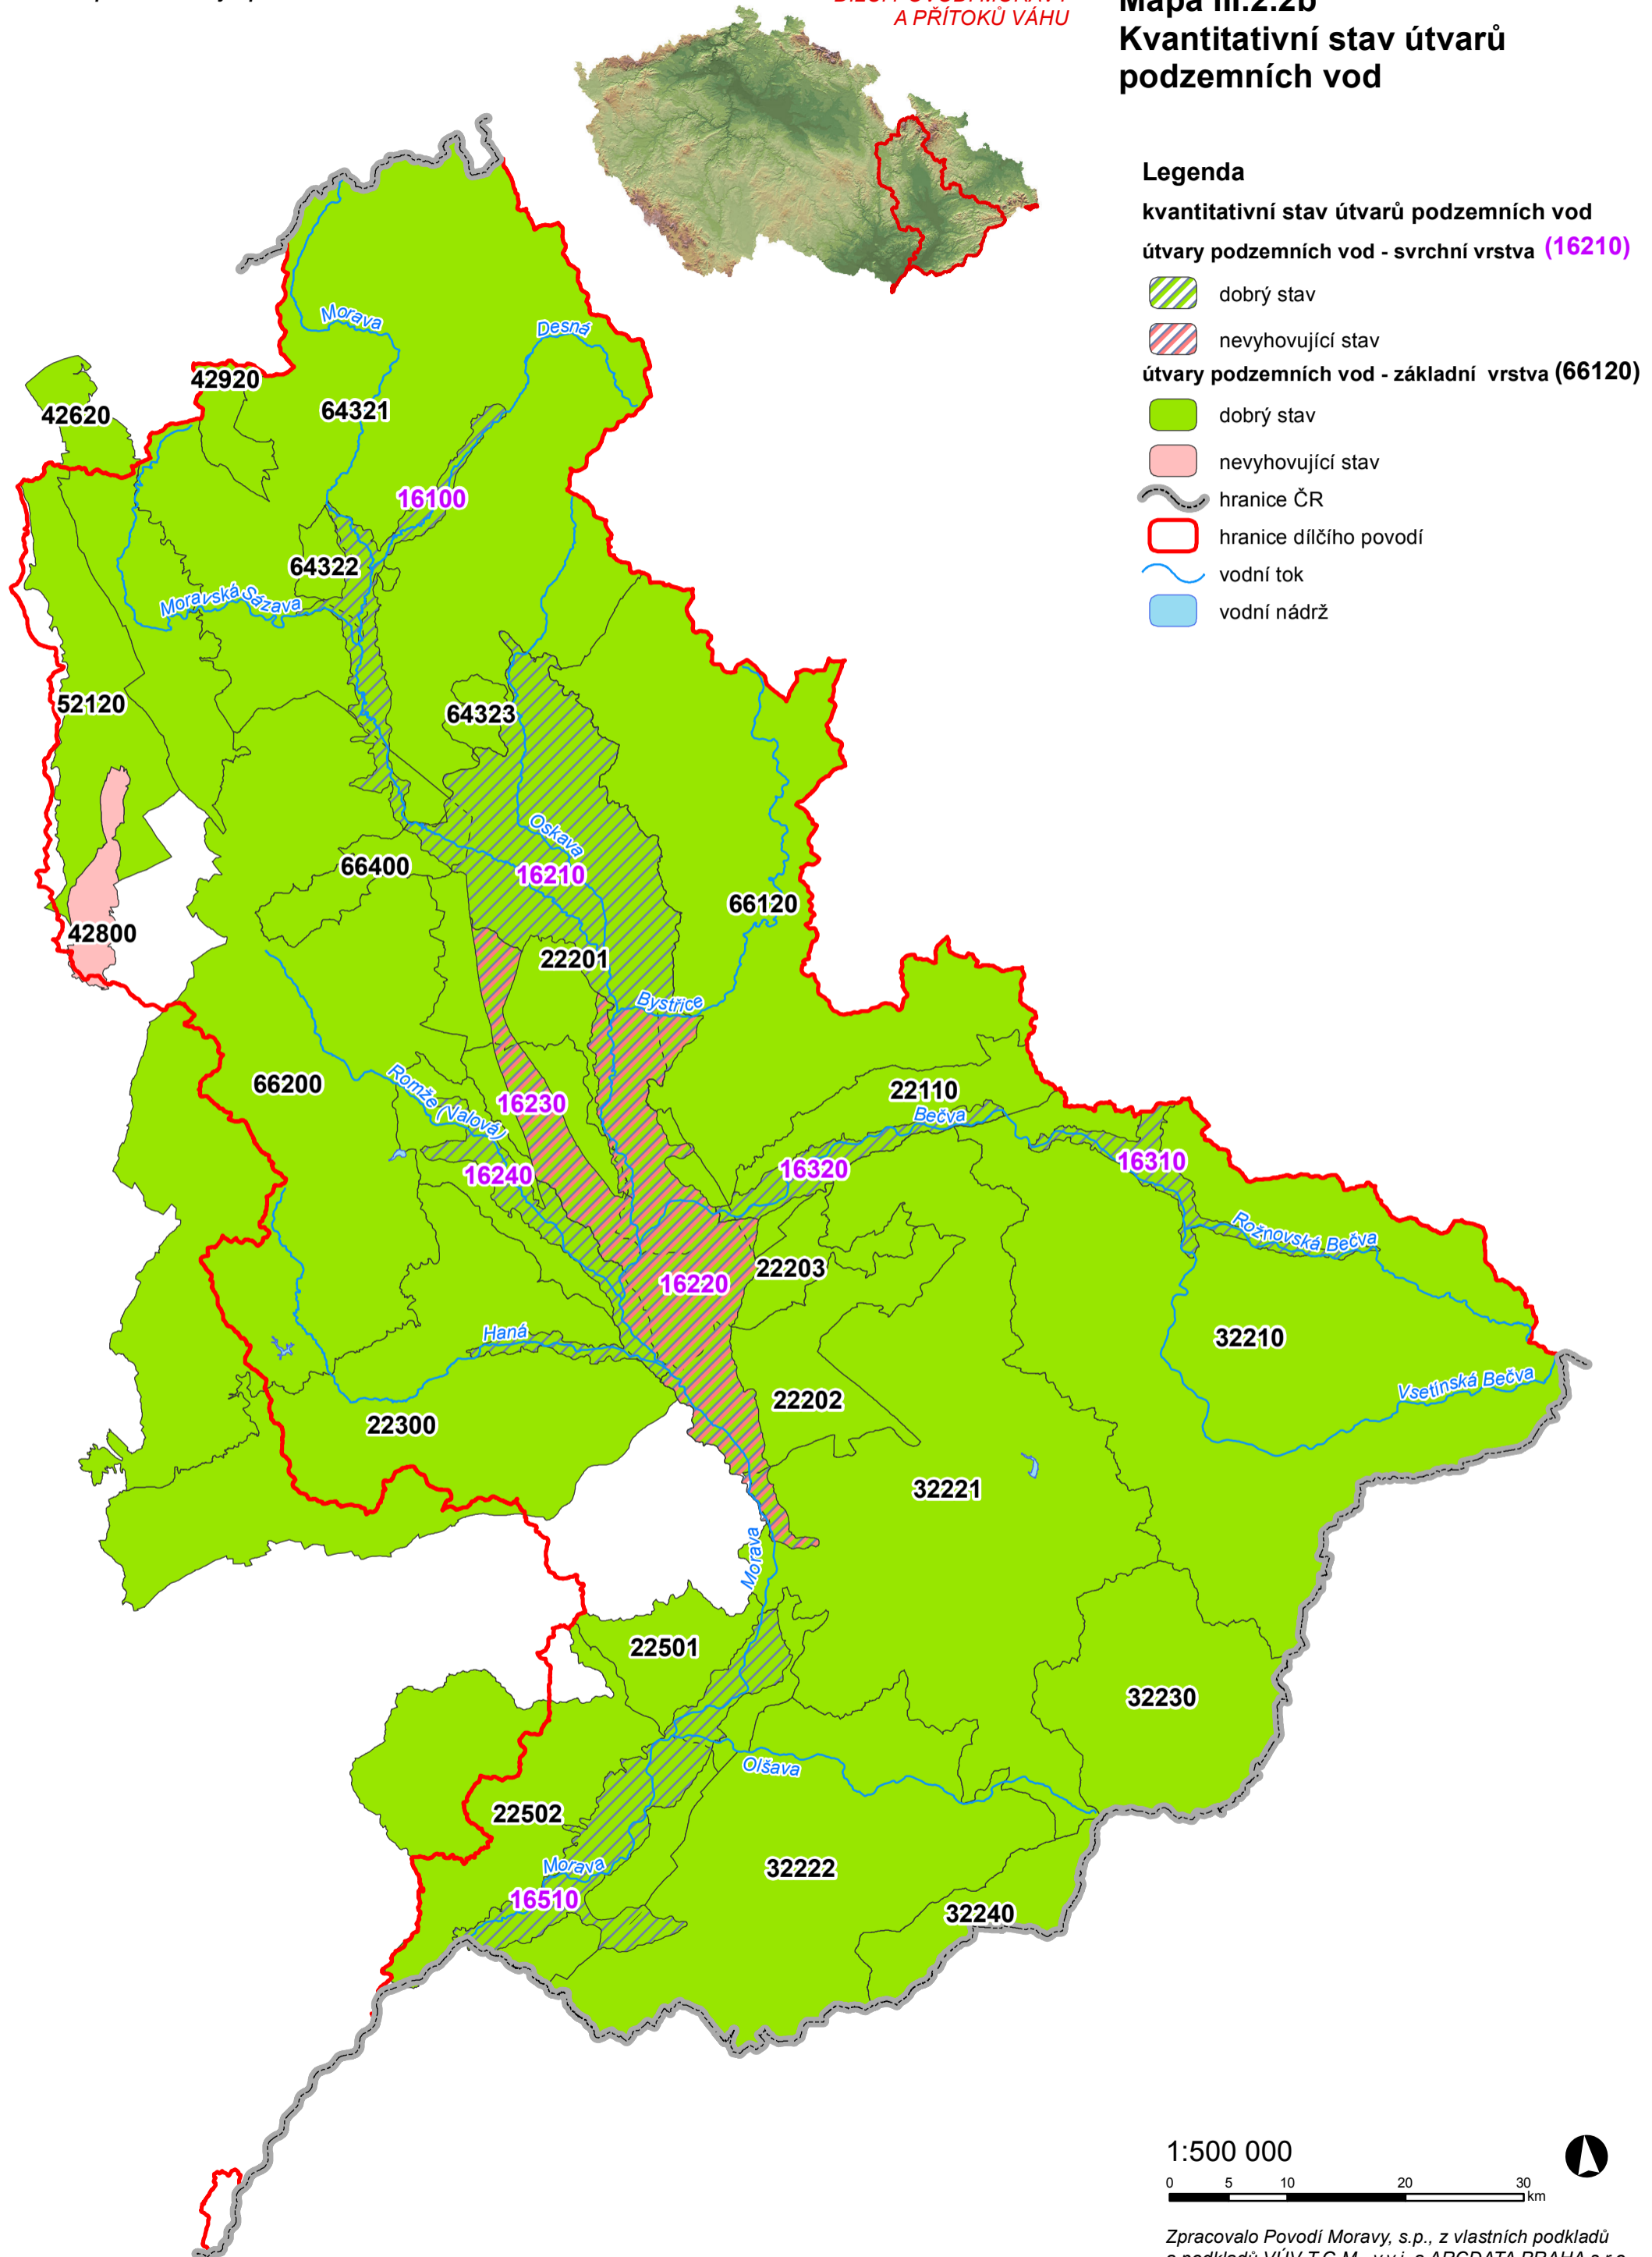 A PŘÍTOKŮ VÁHU
Mapa III.2.2b
Kvantitativní stav útvarů
podzemních vod
Legenda
kvantitativní stav útvarů podzemních vod
útvary podzemních vod - svrchní vrstva (16210)
dobrý stav
nevyhovující stav
útvary podzemních vod - základní vrstva (66120)
dobrý stav
nevyhovující stav
hranice ČR
hranice dílčího povodí
vodní tok
vodní nádrž
Morava
Desná
42920
42620
64321
16100
64322
Moravská Sázava
52120
64323
Oskava
66400
16210
66120
42800
22201
Bystřice
66200
Romže (Valová)
16230
22110
Bečva
16240
16320
16310
Rožnovská Bečva
22203
16220
Haná
32210
Vsetínská Bečva
22202
22300
32221
Morava
22501
32230
Olšava
22502
Morava
32222
16510
32240
1:500 000
0 5 10 20 30
km
Zpracovalo Povodí Moravy, s.p., z vlastních podkladů